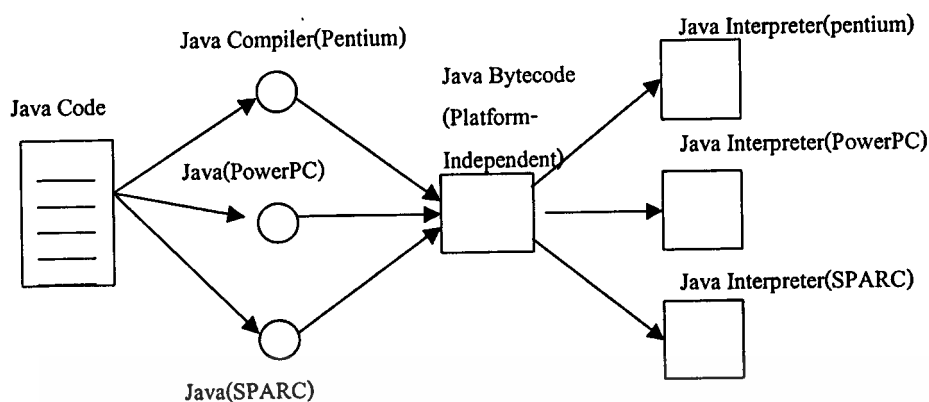 Java Code
Java Compiler(Pentium)
Java(PowerPC)
Java(SPARC)
Java Bytecode
(Platform-
Independent)
Java Interpreter(pentium)
Java Interpreter(PowerPC)
Java Interpreter(SPARC)